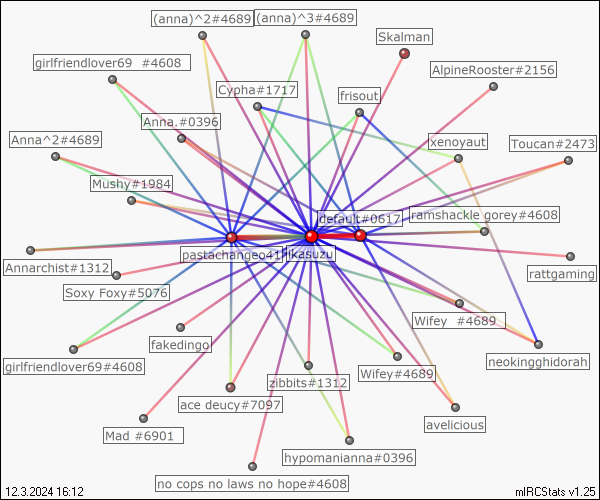 (anna)^2#4689
(anna)^3#4689
Skalman
girlfriendlover69 #4608
AlpineRooster#2156
Cypha#1717
frisout
Anna.#0396
Anna^2#4689
xenoyaut
Toucan#2473
Mushy#1984
default#0617
ramshackle gorey#4608
pastachangeo41
likasuzu
Annarchist#1312
rattgaming
Soxy Foxy#5076
Wifey #4689
fakedingo
girlfriendlover69#4608
neokingghidorah
zibbits#1312
Wifey#4689
ace deucy#7097
avelicious
Mad #6901
hypomanianna#0396
no cops no laws no hope#4608
12.3.2024 16:12
mIRCStats v1.25